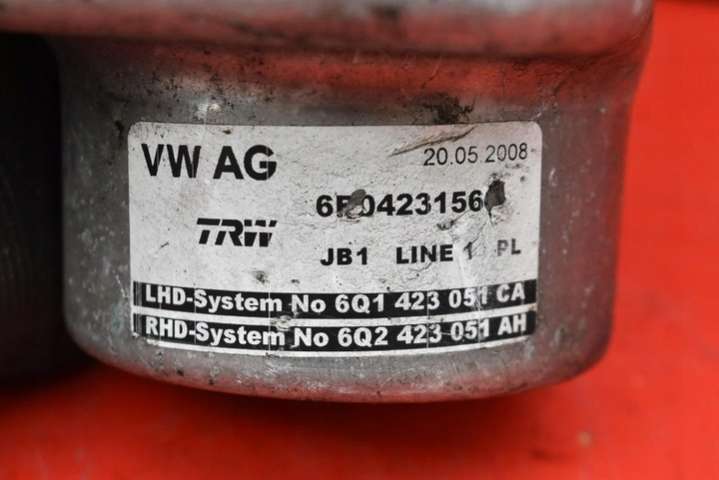 VW AG
20.05.2008
TRW
JB1 LINE 1 PL
LHD-System No 6Q1 423 051 CA
RHD-System No 6Q2 423 051 AH